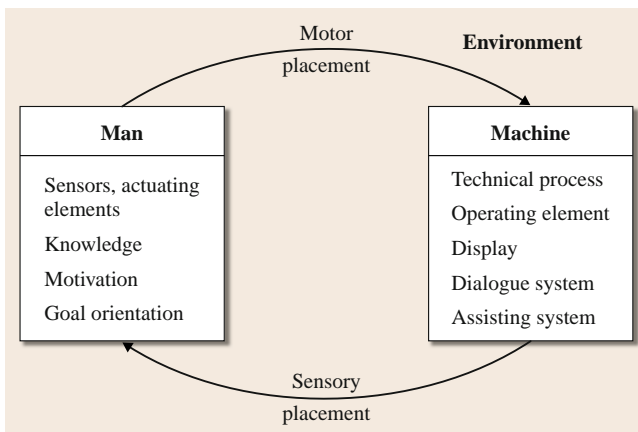 Motor
placement
Environment
Man
Sensors, actuating
elements
Knowledge
Motivation
Goal orientation
Machine
Technical process
Operating element
Display
Dialogue system
Assisting system
Sensory
placement